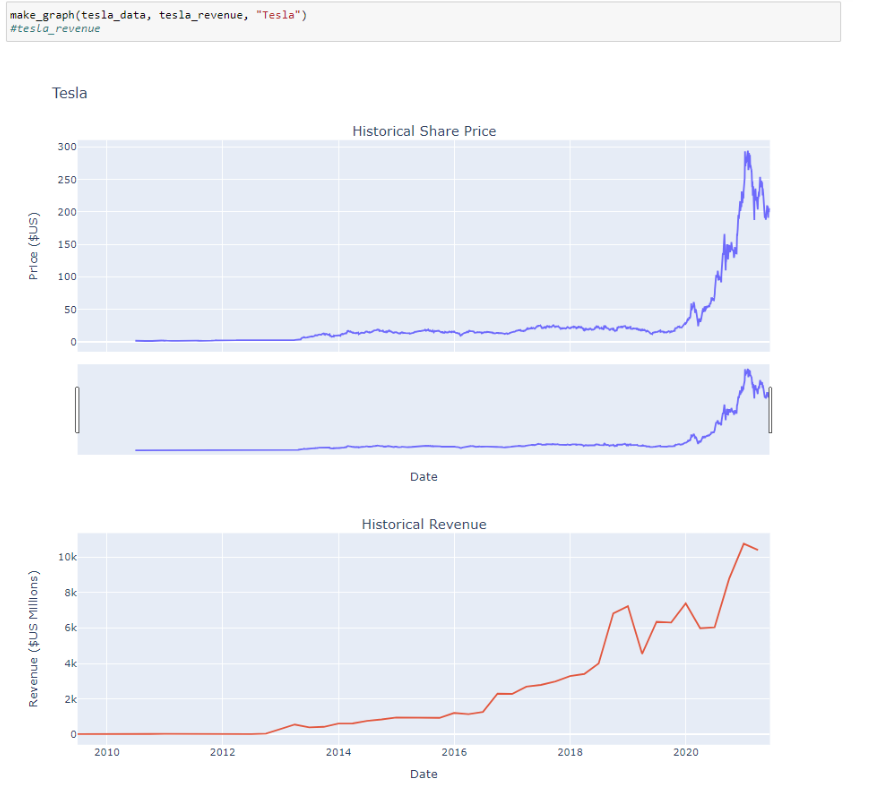 make_graph(tesla_data, tesla_revenue, "Tesla")
#tesla_revenue
Tesla
Historical Share Price
Price ($US)
300
250
200
150
100
50
0
Date
Historical Revenue
Revenue ($US Millions)
10k
8k
6k
4k
2k
0
2010 2012 2014 2016 2018 2020
Date